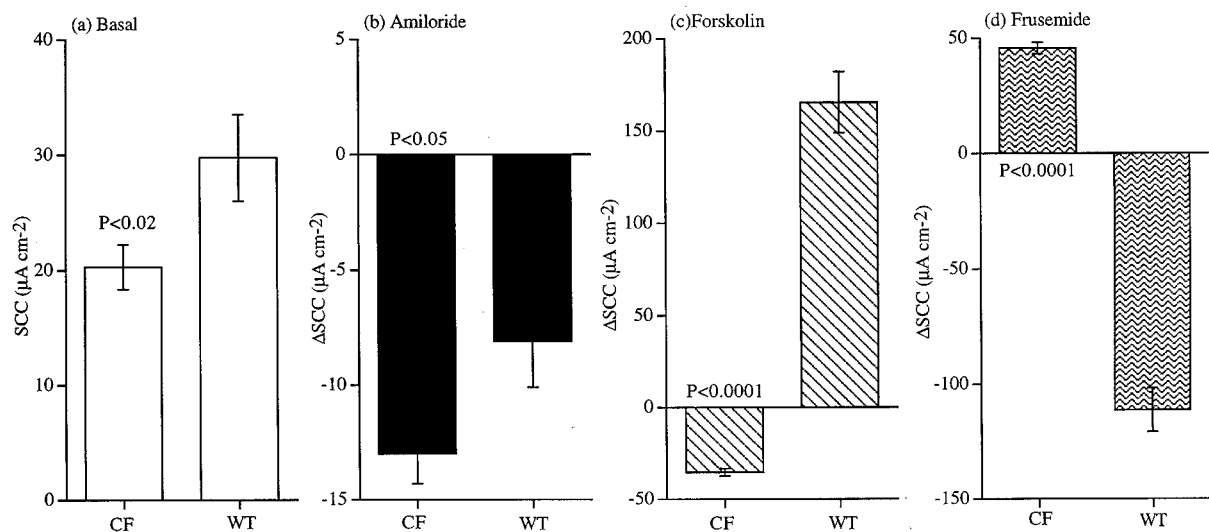 (a) Basal
40
30
20
10
0
SCC (µA cm-2)
P<0.02
CF
WT
(b) Amiloride
5
0
-5
-10
-15
ΔSCC (µA cm-2)
P<0.05
CF
WT
(c)Forskolin
200
150
100
50
0
-50
ΔSCC (µA cm-2)
P<0.0001
CF
WT
(d) Frusemide
50
0
-50
-100
-150
ΔSCC (µA cm-2)
P<0.0001
CF
WT